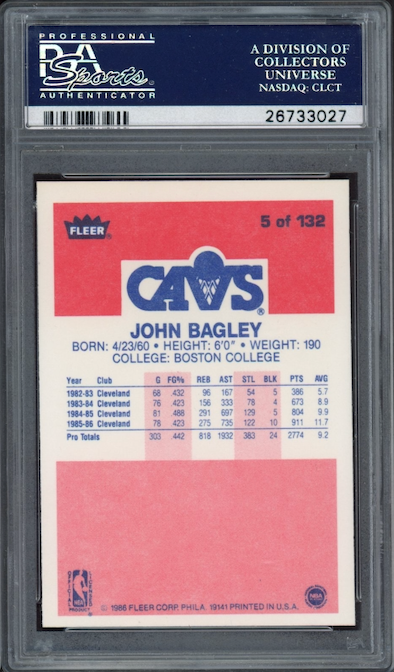 PROFESSIONAL
PSA
Sports
AUTHENTICATOR
A DIVISION OF
COLLECTORS
UNIVERSE
NASDAQ: CLCT
26733027
FLEER
5 of 132
CAVS®
JOHN BAGLEY
BORN: 4/23/60 • HEIGHT: 6'0" • WEIGHT: 190
COLLEGE: BOSTON COLLEGE
Year Club G FG% REB AST STL BLK PTS AVG
1982-83 Cleveland 68 .432 96 167 54 5 386 5.7
1983-84 Cleveland 76 .423 156 333 78 4 673 8.9
1984-85 Cleveland 81 .488 291 697 129 5 804 9.9
1985-86 Cleveland 78 .423 275 735 122 10 911 11.7
Pro Totals 303 .442 818 1932 383 24 2774 9.2
NBA
© 1986 FLEER CORP. PHILA. 19141 PRINTED IN U.S.A.